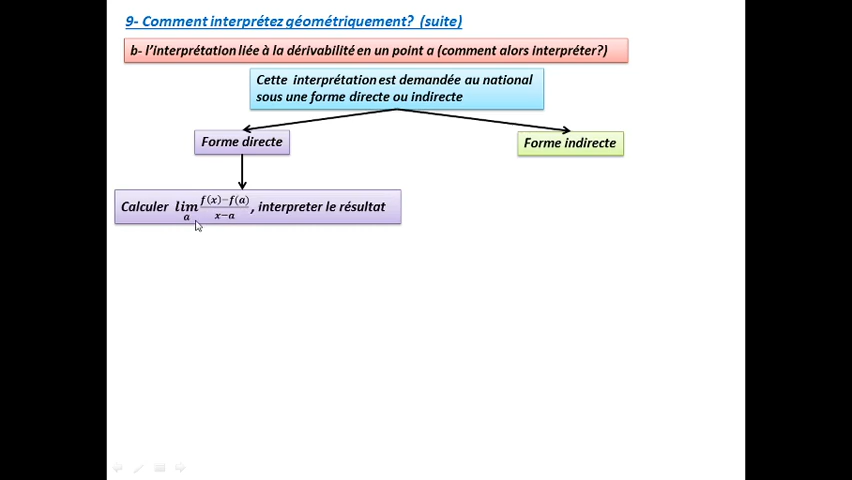 9- Comment interprétez géométriquement? (suite)
b- l'interprétation liée à la dérivabilité en un point a (comment alors interpréter?)
Cette interprétation est demandée au national
sous une forme directe ou indirecte
Forme directe
Forme indirecte
Calculer lim_a (f(x)−f(a))/(x−a), interpreter le résultat